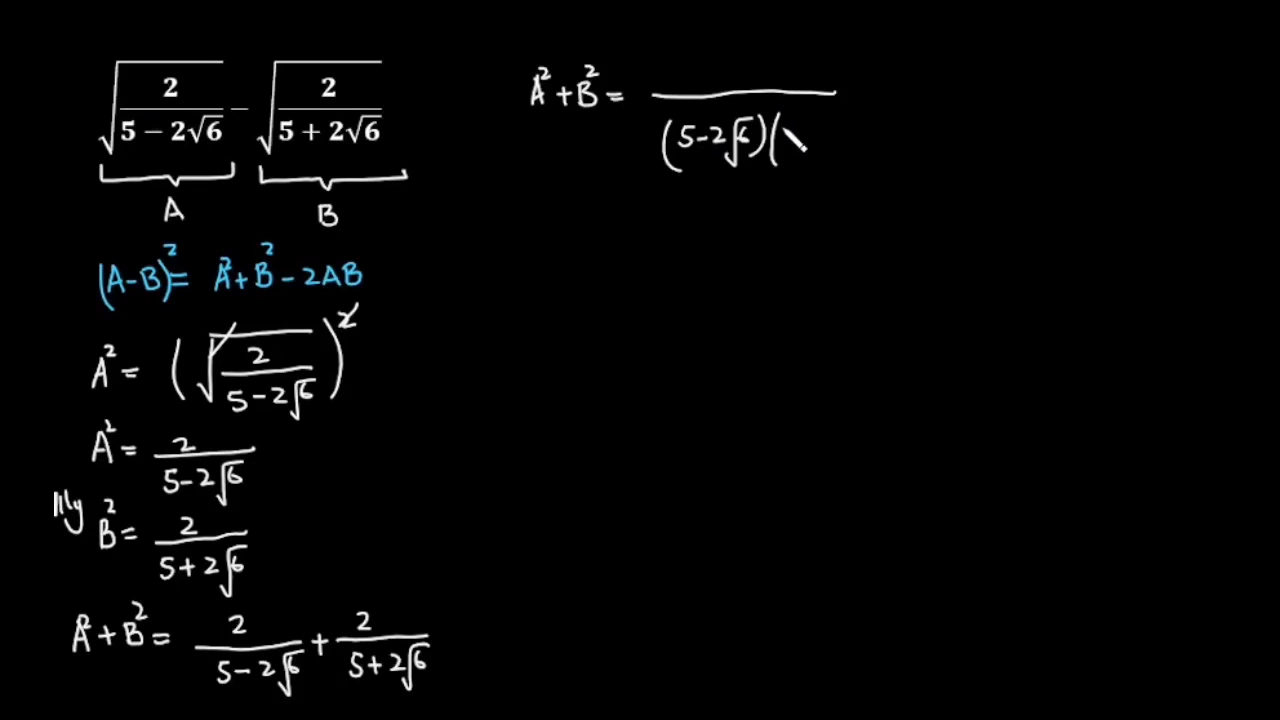 √(2/(5 − 2√6)) − √(2/(5 + 2√6))
A B
(A−B)² = A² + B² − 2AB
A² = (√(2/(5−2√6)))²
A² = 2/(5−2√6)
|||ly B² = 2/(5+2√6)
A² + B² = 2/(5−2√6) + 2/(5+2√6)
A² + B² = /(5−2√6)(